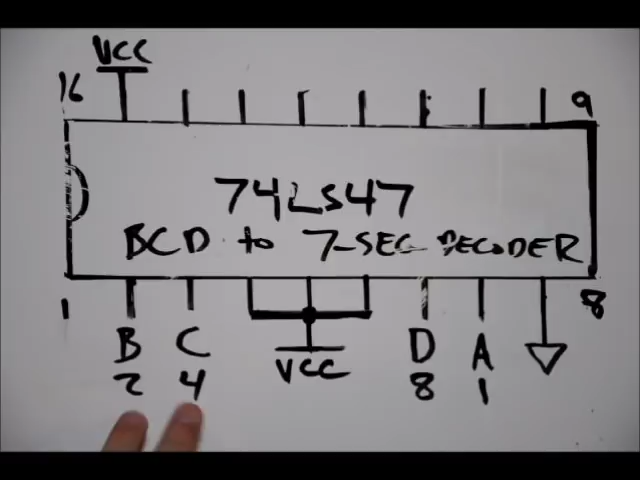 VCC
16 9
74LS47
BCD to 7-SEG DECODER
1 8
B C D A
VCC
2 4 8 1